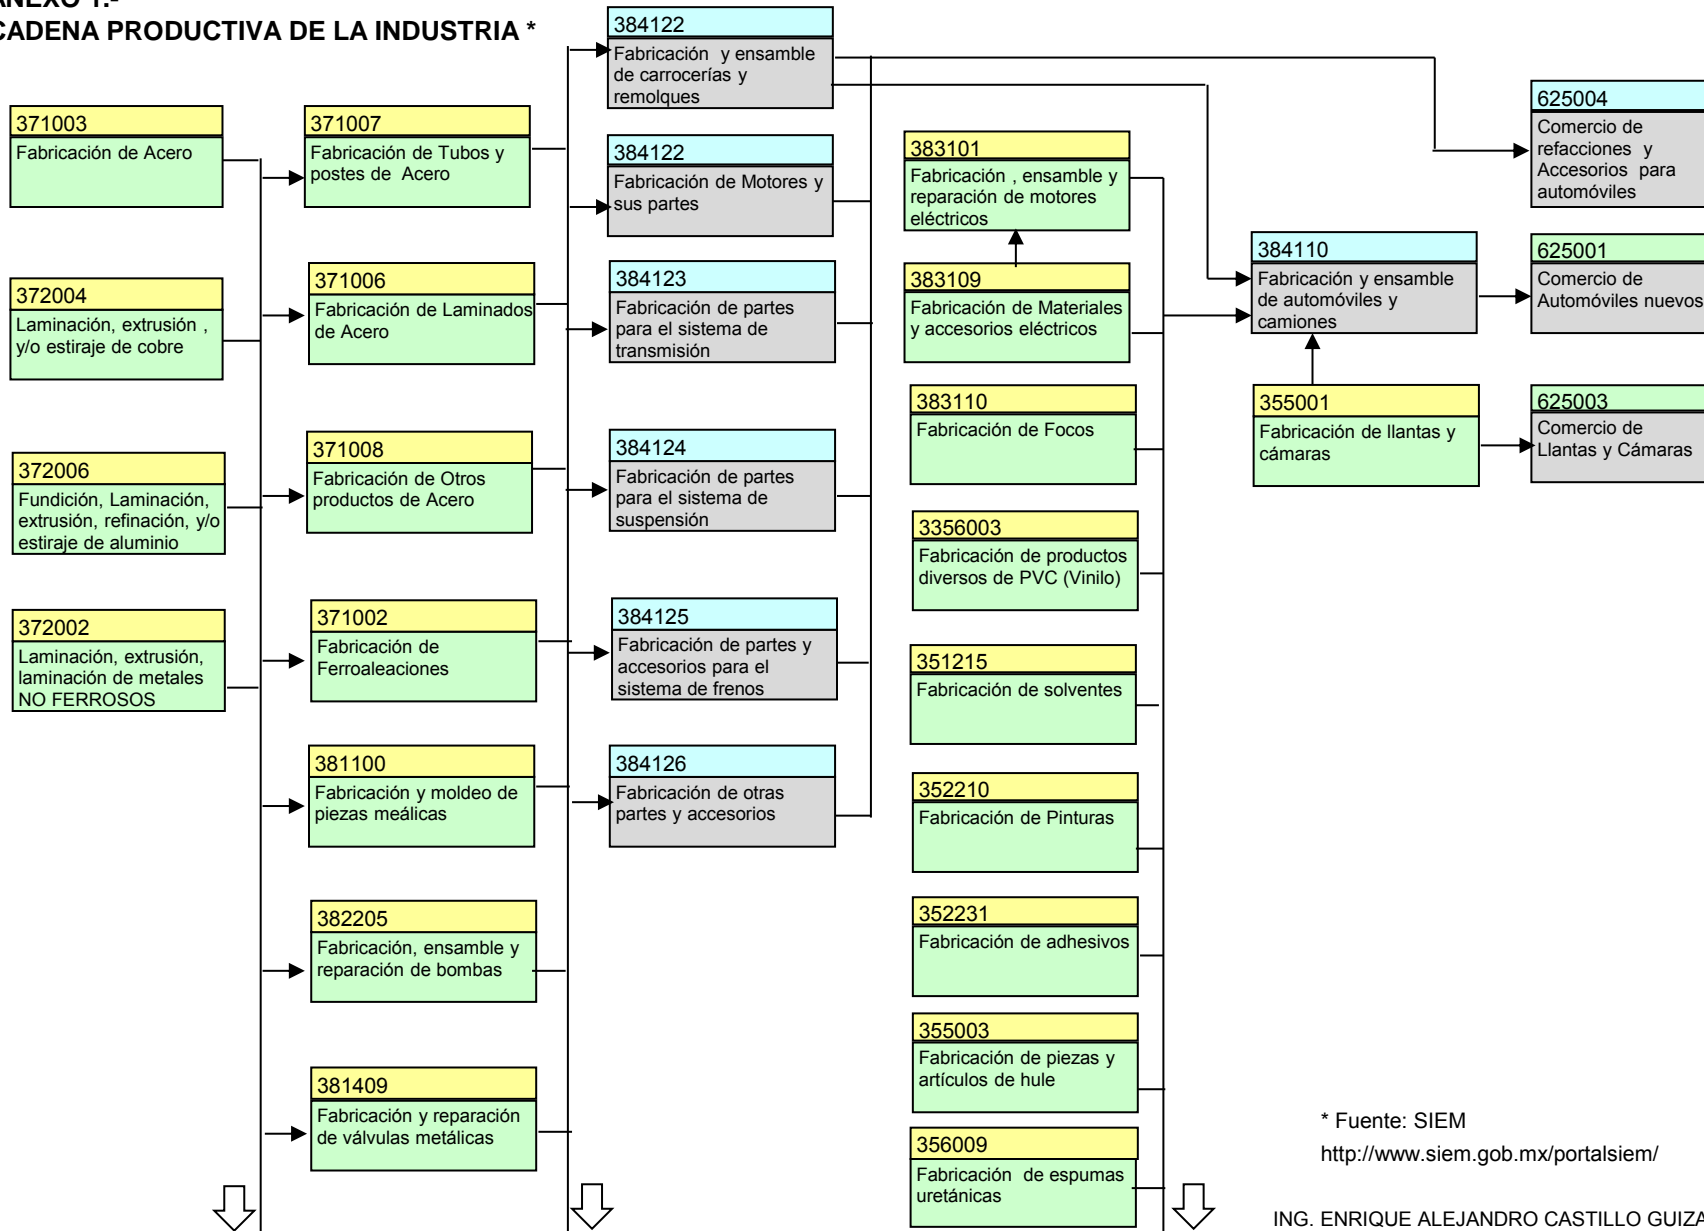 ANEXO 1.-
CADENA PRODUCTIVA DE LA INDUSTRIA *
371003
Fabricación de Acero
372004
Laminación, extrusión ,
y/o estiraje de cobre
372006
Fundición, Laminación,
extrusión, refinación, y/o
estiraje de aluminio
372002
Laminación, extrusión,
laminación de metales
NO FERROSOS
371007
Fabricación de Tubos y
postes de Acero
371006
Fabricación de Laminados
de Acero
371008
Fabricación de Otros
productos de Acero
371002
Fabricación de
Ferroaleaciones
381100
Fabricación y moldeo de
piezas meálicas
382205
Fabricación, ensamble y
reparación de bombas
381409
Fabricación y reparación
de válvulas metálicas
384122
Fabricación y ensamble
de carrocerías y
remolques
384122
Fabricación de Motores y
sus partes
384123
Fabricación de partes
para el sistema de
transmisión
384124
Fabricación de partes
para el sistema de
suspensión
384125
Fabricación de partes y
accesorios para el
sistema de frenos
384126
Fabricación de otras
partes y accesorios
383101
Fabricación , ensamble y
reparación de motores
eléctricos
383109
Fabricación de Materiales
y accesorios eléctricos
383110
Fabricación de Focos
3356003
Fabricación de productos
diversos de PVC (Vinilo)
351215
Fabricación de solventes
352210
Fabricación de Pinturas
352231
Fabricación de adhesivos
355003
Fabricación de piezas y
artículos de hule
356009
Fabricación de espumas
uretánicas
384110
Fabricación y ensamble
de automóviles y
camiones
355001
Fabricación de llantas y
cámaras
625004
Comercio de
refacciones y
Accesorios para
automóviles
625001
Comercio de
Automóviles nuevos
625003
Comercio de
Llantas y Cámaras
* Fuente: SIEM
http://www.siem.gob.mx/portalsiem/
ING. ENRIQUE ALEJANDRO CASTILLO GUIZA